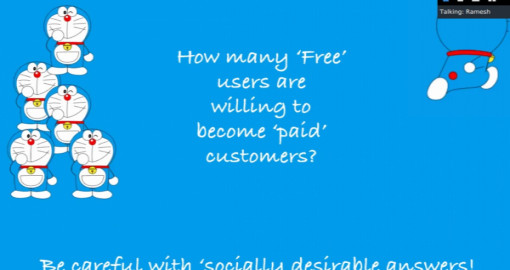 Talking: Ramesh
How many 'Free'
users are
willing to
become 'paid'
customers?
Be careful with 'socially desirable answers!